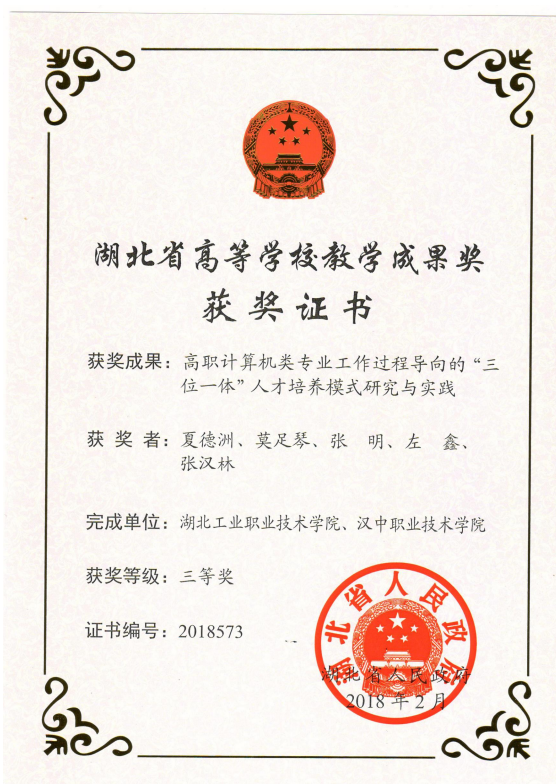 湖北省高等学校教学成果奖
获奖证书
获奖成果：高职计算机类专业工作过程导向的“三
位一体”人才培养模式研究与实践
获奖者：夏德洲、莫足琴、张　明、左　鑫、
张汉林
完成单位：湖北工业职业技术学院、汉中职业技术学院
获奖等级：三等奖
证书编号：2018573
湖北省人民政府
湖北省人民政府
2018年2月